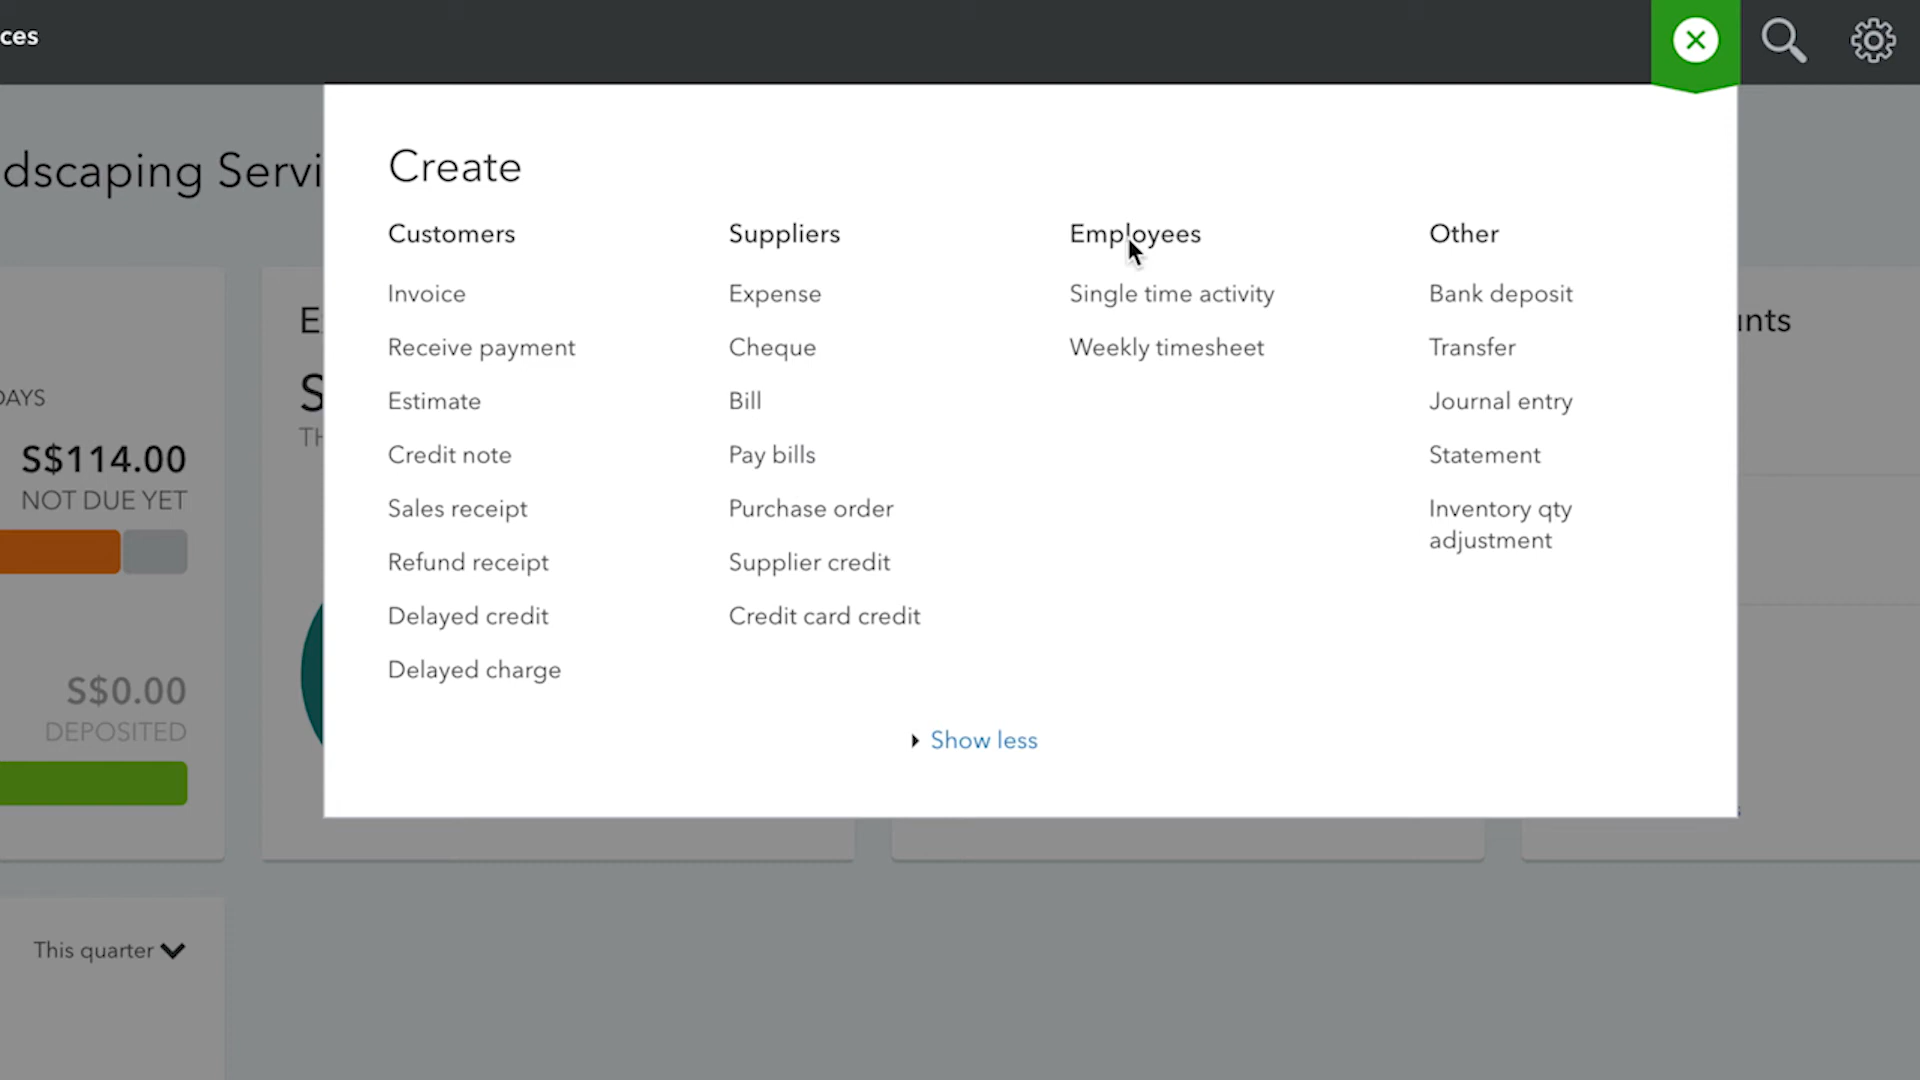 ces
dscaping Servi
Create
Customers
Invoice
Receive payment
Estimate
Credit note
Sales receipt
Refund receipt
Delayed credit
Delayed charge
Suppliers
Expense
Cheque
Bill
Pay bills
Purchase order
Supplier credit
Credit card credit
Employees
Single time activity
Weekly timesheet
Other
Bank deposit
Transfer
Journal entry
Statement
Inventory qty
adjustment
Show less
DAYS
S$114.00
NOT DUE YET
S$0.00
DEPOSITED
E
S
TH
unts
This quarter